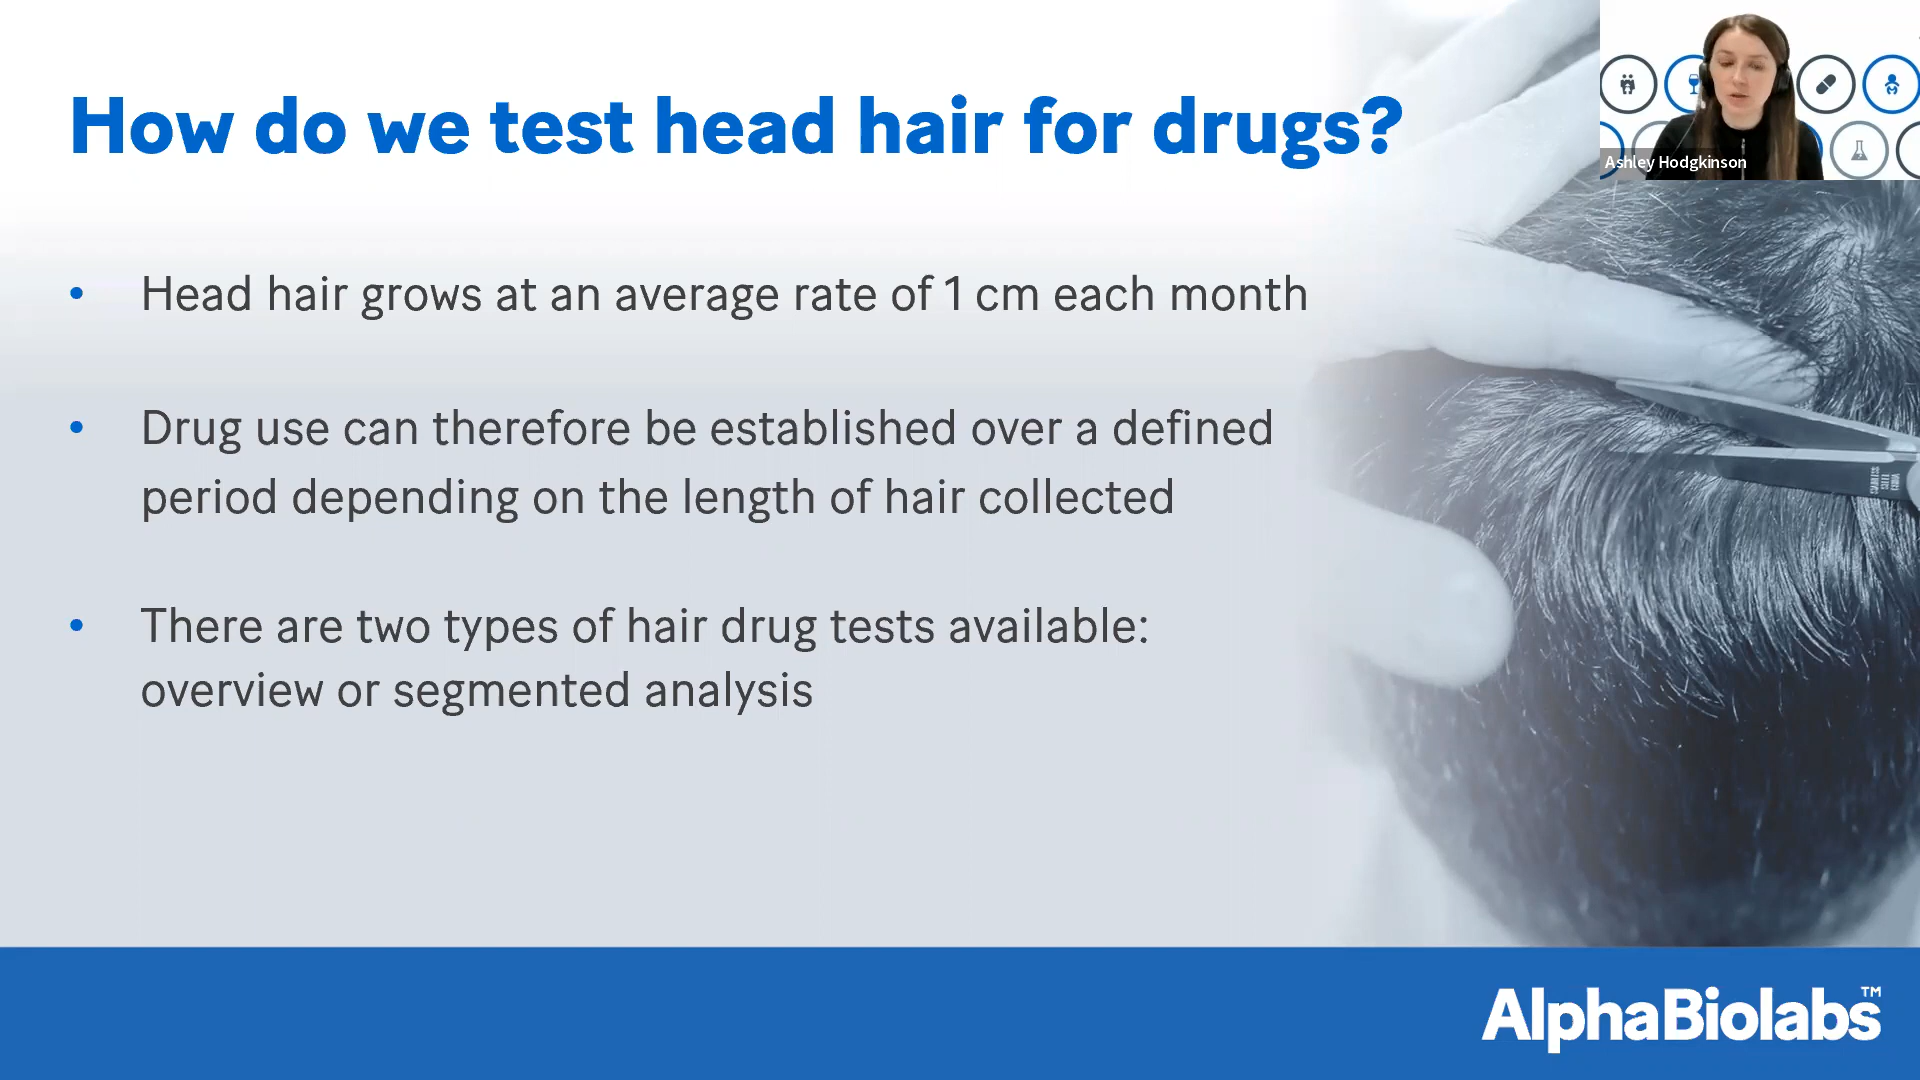 How do we test head hair for drugs?
Ashley Hodgkinson
• Head hair grows at an average rate of 1 cm each month
• Drug use can therefore be established over a defined
period depending on the length of hair collected
• There are two types of hair drug tests available:
overview or segmented analysis
AlphaBiolabs™